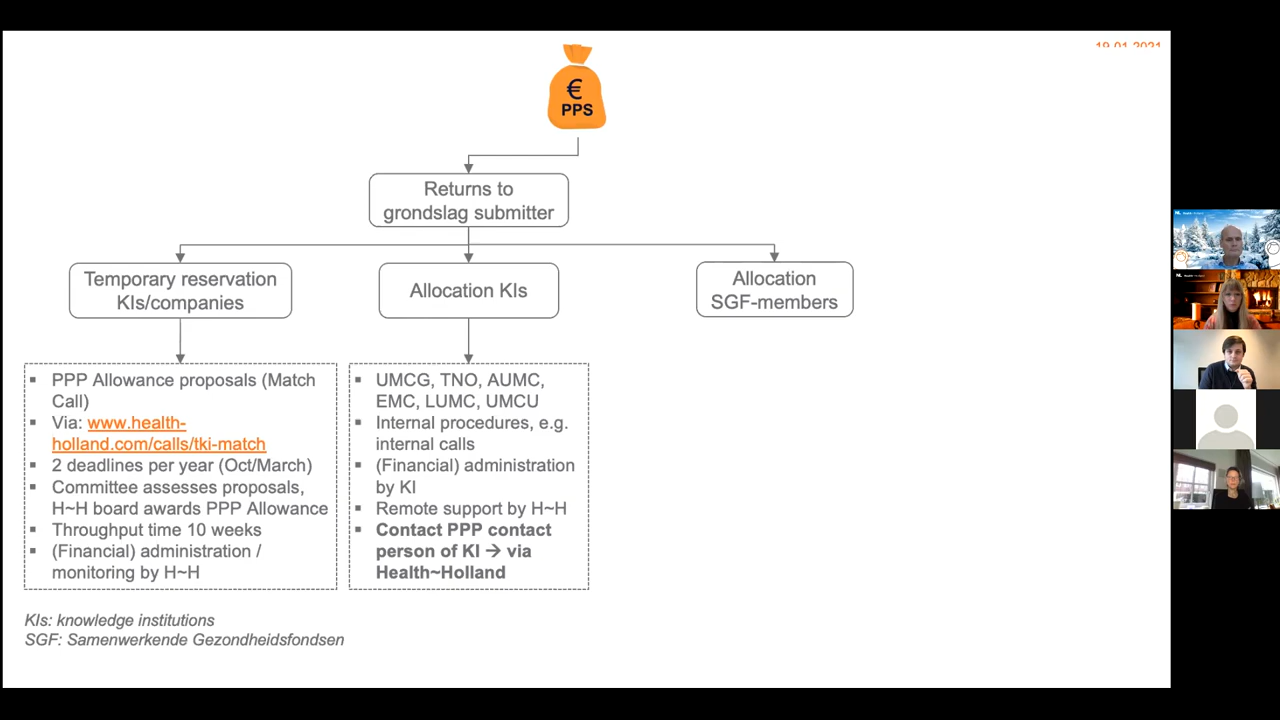 19.01.2021
€
PPS
Returns to
grondslag submitter
Temporary reservation
KIs/companies
Allocation KIs
Allocation
SGF-members
▪ PPP Allowance proposals (Match
Call)
▪ Via: www.health-
holland.com/calls/tki-match
▪ 2 deadlines per year (Oct/March)
▪ Committee assesses proposals,
H~H board awards PPP Allowance
▪ Throughput time 10 weeks
▪ (Financial) administration /
monitoring by H~H
▪ UMCG, TNO, AUMC,
EMC, LUMC, UMCU
▪ Internal procedures, e.g.
internal calls
▪ (Financial) administration
by KI
▪ Remote support by H~H
▪ Contact PPP contact
person of KI → via
Health~Holland
KIs: knowledge institutions
SGF: Samenwerkende Gezondheidsfondsen